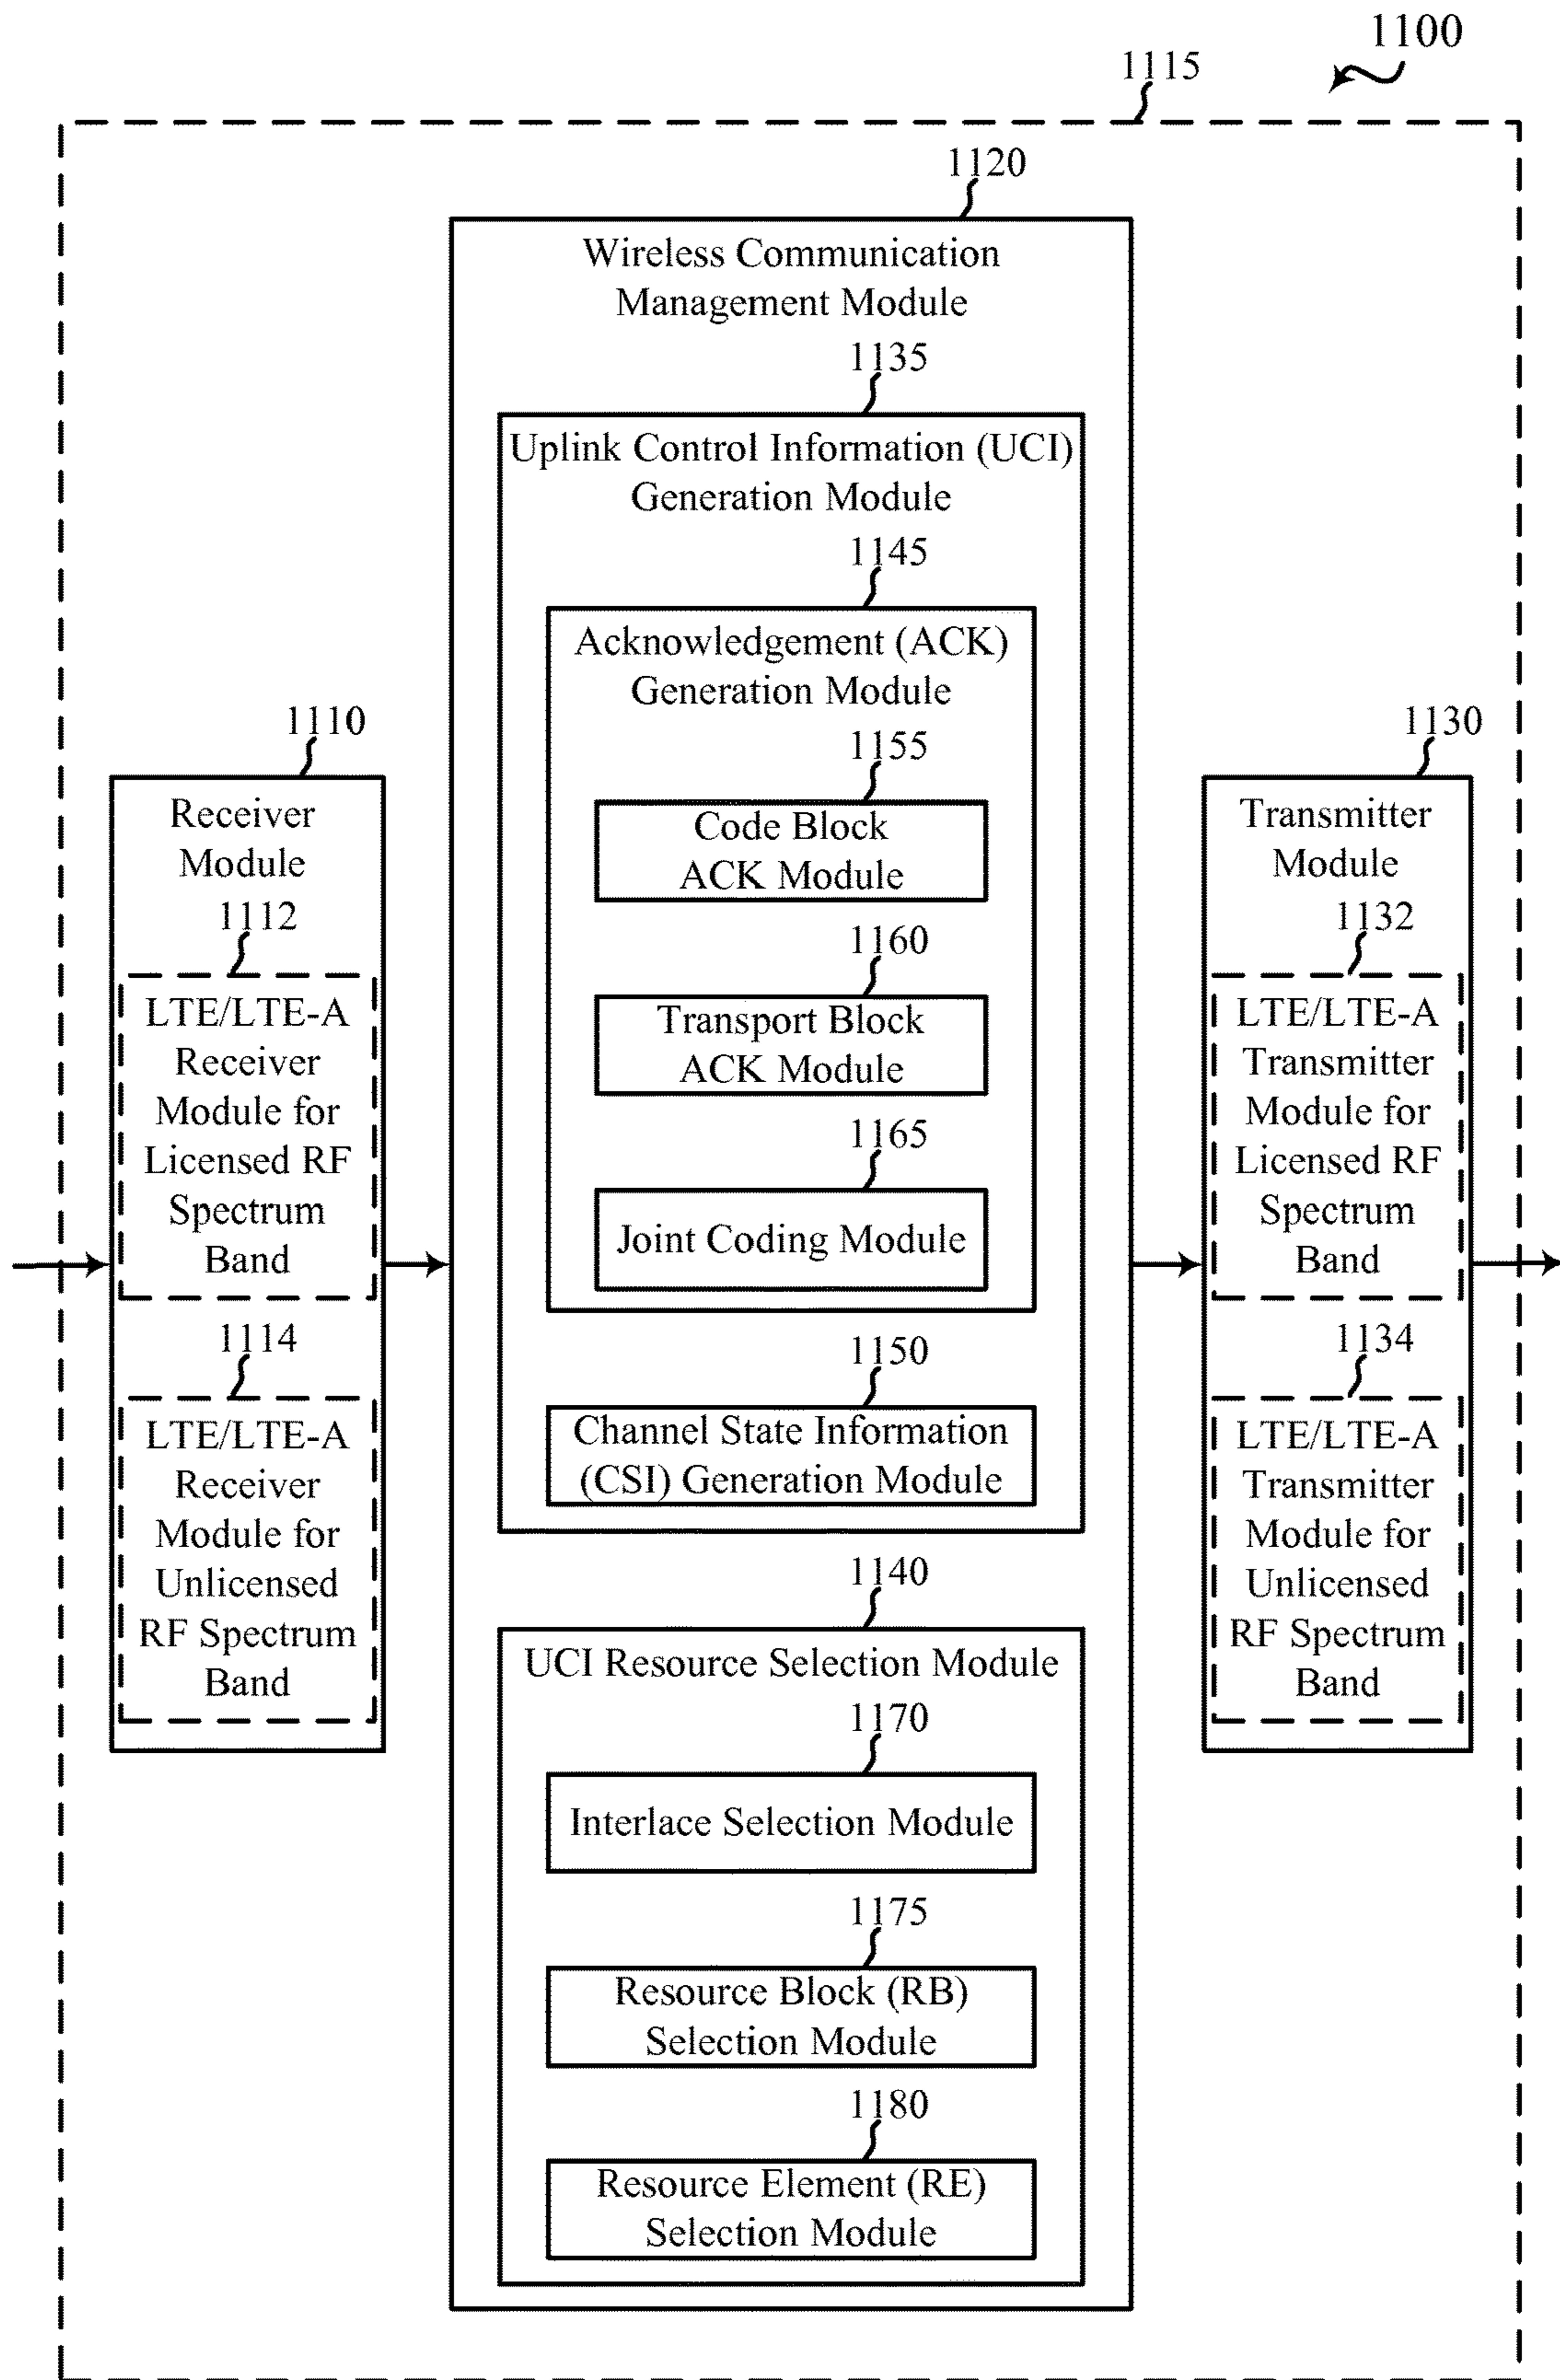 1100
1115
1120
Wireless Communication
Management Module
1135
Uplink Control Information (UCI)
Generation Module
1145
Acknowledgement (ACK)
Generation Module
1155
Code Block
ACK Module
1160
Transport Block
ACK Module
1165
Joint Coding Module
1150
Channel State Information
(CSI) Generation Module
1140
UCI Resource Selection Module
1170
Interlace Selection Module
1175
Resource Block (RB)
Selection Module
1180
Resource Element (RE)
Selection Module
1110
Receiver
Module
1112
LTE/LTE-A
Receiver
Module for
Licensed RF
Spectrum
Band
1114
LTE/LTE-A
Receiver
Module for
Unlicensed
RF Spectrum
Band
1130
Transmitter
Module
1132
LTE/LTE-A
Transmitter
Module for
Licensed RF
Spectrum
Band
1134
LTE/LTE-A
Transmitter
Module for
Unlicensed
RF Spectrum
Band